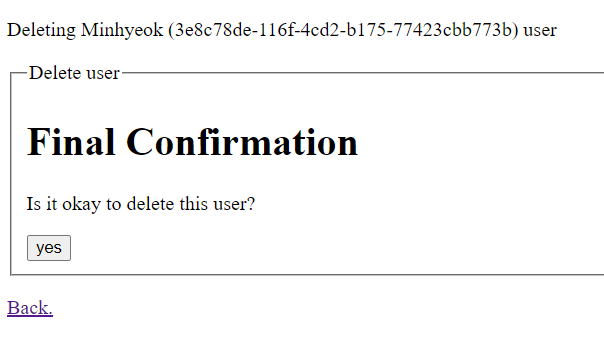 Deleting Minhyeok (3e8c78de-116f-4cd2-b175-77423cbb773b) user
Delete user
Final Confirmation
Is it okay to delete this user?
yes
Back.